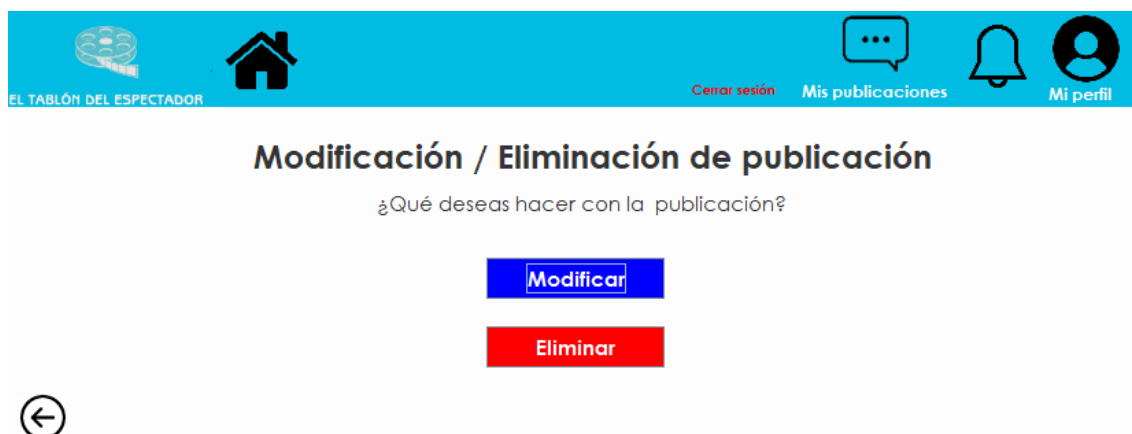 EL TABLÓN DEL ESPECTADOR
Cerrar sesión
Mis publicaciones
Mi perfil
Modificación / Eliminación de publicación
¿Qué deseas hacer con la publicación?
Modificar
Eliminar